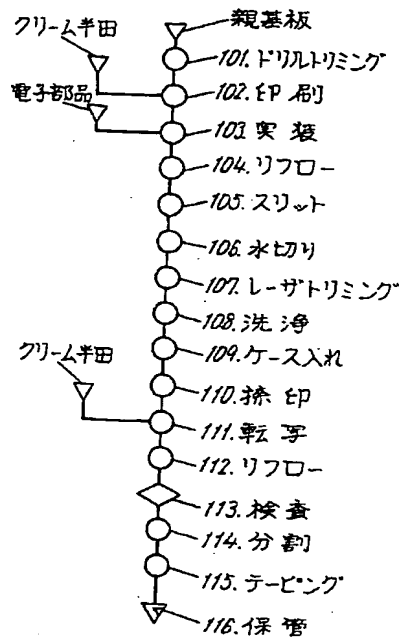 親基板
クリーム半田
101.ドリルトリミング
102.印刷
電子部品
103.実装
104.リフロー
105.スリット
106.水切り
107.レーザトリミング
108.洗浄
109.ケース入れ
クリーム半田
110.捺印
111.転写
112.リフロー
113.検査
114.分割
115.テーピング
116.保管